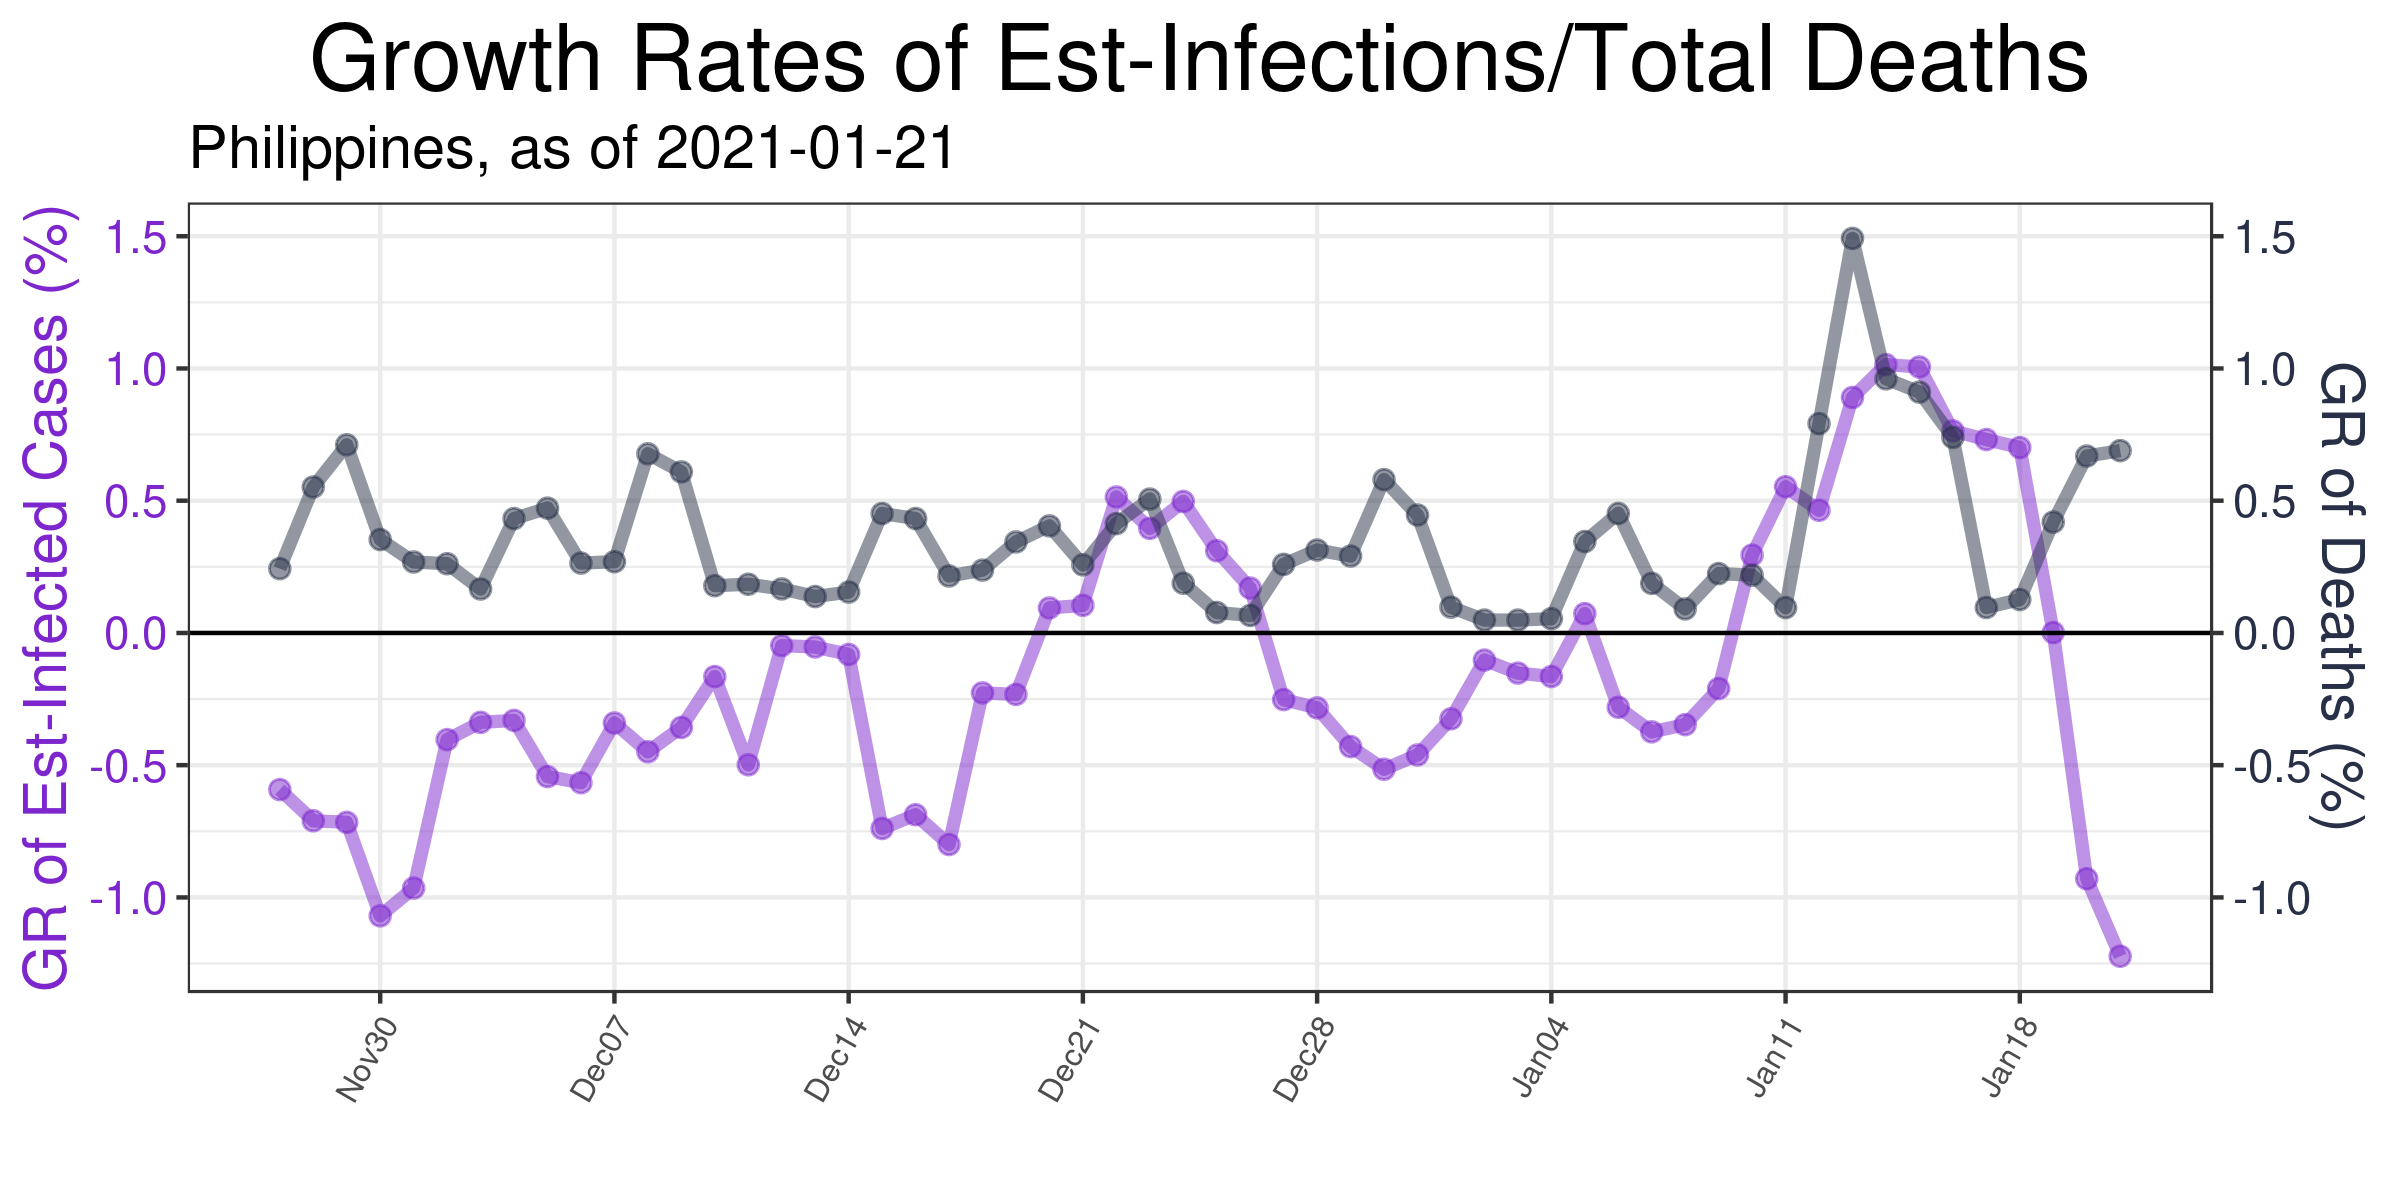 Growth Rates of Est-Infections/Total Deaths
Philippines, as of 2021-01-21
GR of Est-Infected Cases (%)
1.5
1.0
0.5
0.0
-0.5
-1.0
1.5
1.0
0.5
0.0
-0.5
-1.0
GR of Deaths (%)
Nov30
Dec07
Dec14
Dec21
Dec28
Jan04
Jan11
Jan18